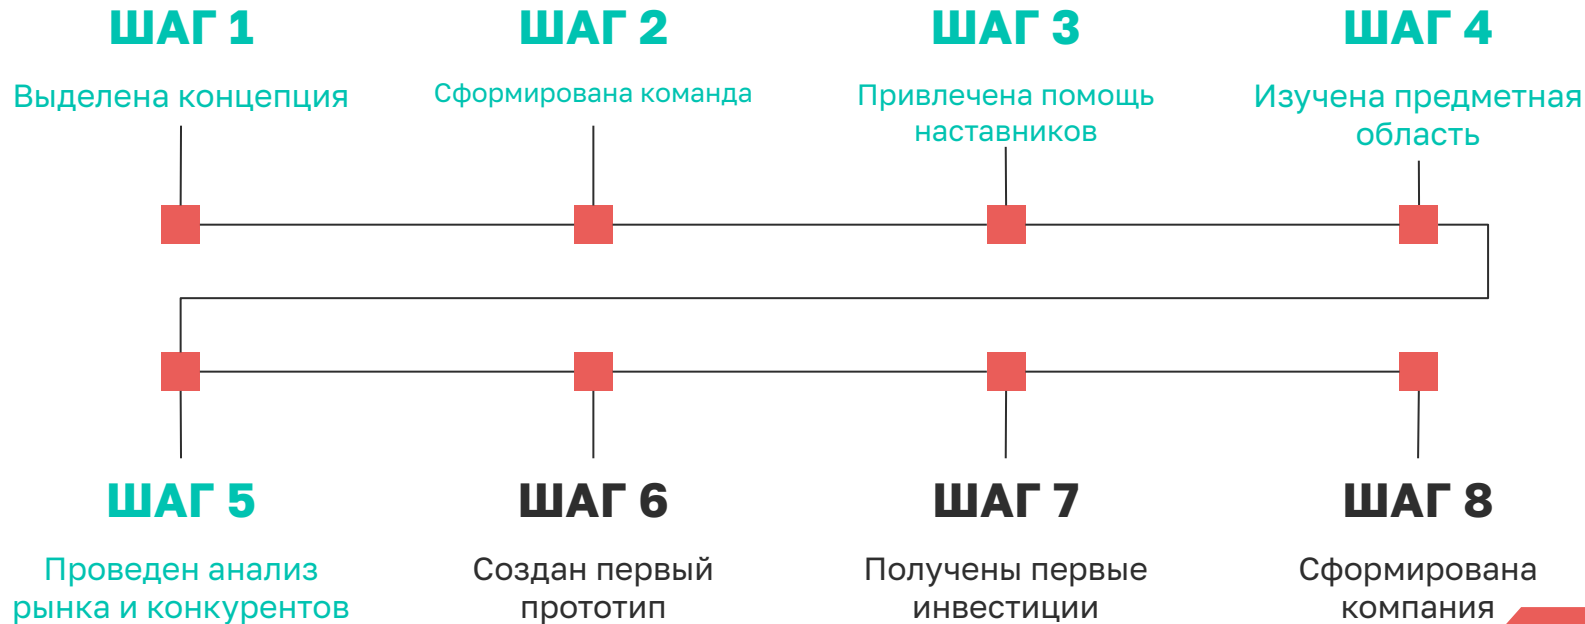 ШАГ 1
Выделена концепция
ШАГ 2
Сформирована команда
ШАГ 3
Привлечена помощь
наставников
ШАГ 4
Изучена предметная
область
ШАГ 5
Проведен анализ
рынка и конкурентов
ШАГ 6
Создан первый
прототип
ШАГ 7
Получены первые
инвестиции
ШАГ 8
Сформирована
компания